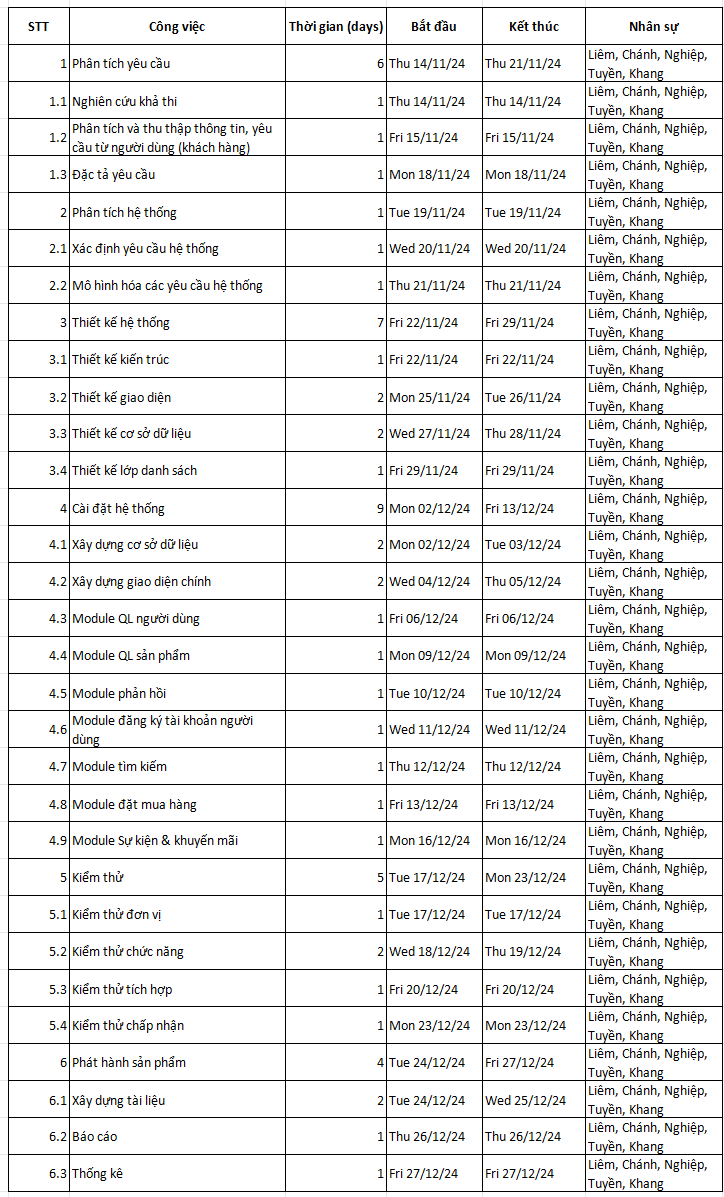 STT Công việc Thời gian (days) Bắt đầu Kết thúc Nhân sự
1 Phân tích yêu cầu 6 Thu 14/11/24 Thu 21/11/24 Liêm, Chánh, Nghiệp,
Tuyền, Khang
1.1 Nghiên cứu khả thi 1 Thu 14/11/24 Thu 14/11/24 Liêm, Chánh, Nghiệp,
Tuyền, Khang
1.2 Phân tích và thu thập thông tin, yêu
cầu từ người dùng (khách hàng) 1 Fri 15/11/24 Fri 15/11/24 Liêm, Chánh, Nghiệp,
Tuyền, Khang
1.3 Đặc tả yêu cầu 1 Mon 18/11/24 Mon 18/11/24 Liêm, Chánh, Nghiệp,
Tuyền, Khang
2 Phân tích hệ thống 1 Tue 19/11/24 Tue 19/11/24 Liêm, Chánh, Nghiệp,
Tuyền, Khang
2.1 Xác định yêu cầu hệ thống 1 Wed 20/11/24 Wed 20/11/24 Liêm, Chánh, Nghiệp,
Tuyền, Khang
2.2 Mô hình hóa các yêu cầu hệ thống 1 Thu 21/11/24 Thu 21/11/24 Liêm, Chánh, Nghiệp,
Tuyền, Khang
3 Thiết kế hệ thống 7 Fri 22/11/24 Fri 29/11/24 Liêm, Chánh, Nghiệp,
Tuyền, Khang
3.1 Thiết kế kiến trúc 1 Fri 22/11/24 Fri 22/11/24 Liêm, Chánh, Nghiệp,
Tuyền, Khang
3.2 Thiết kế giao diện 2 Mon 25/11/24 Tue 26/11/24 Liêm, Chánh, Nghiệp,
Tuyền, Khang
3.3 Thiết kế cơ sở dữ liệu 2 Wed 27/11/24 Thu 28/11/24 Liêm, Chánh, Nghiệp,
Tuyền, Khang
3.4 Thiết kế lớp danh sách 1 Fri 29/11/24 Fri 29/11/24 Liêm, Chánh, Nghiệp,
Tuyền, Khang
4 Cài đặt hệ thống 9 Mon 02/12/24 Fri 13/12/24 Liêm, Chánh, Nghiệp,
Tuyền, Khang
4.1 Xây dựng cơ sở dữ liệu 2 Mon 02/12/24 Tue 03/12/24 Liêm, Chánh, Nghiệp,
Tuyền, Khang
4.2 Xây dựng giao diện chính 2 Wed 04/12/24 Thu 05/12/24 Liêm, Chánh, Nghiệp,
Tuyền, Khang
4.3 Module QL người dùng 1 Fri 06/12/24 Fri 06/12/24 Liêm, Chánh, Nghiệp,
Tuyền, Khang
4.4 Module QL sản phẩm 1 Mon 09/12/24 Mon 09/12/24 Liêm, Chánh, Nghiệp,
Tuyền, Khang
4.5 Module phản hồi 1 Tue 10/12/24 Tue 10/12/24 Liêm, Chánh, Nghiệp,
Tuyền, Khang
4.6 Module đăng ký tài khoản người
dùng 1 Wed 11/12/24 Wed 11/12/24 Liêm, Chánh, Nghiệp,
Tuyền, Khang
4.7 Module tìm kiếm 1 Thu 12/12/24 Thu 12/12/24 Liêm, Chánh, Nghiệp,
Tuyền, Khang
4.8 Module đặt mua hàng 1 Fri 13/12/24 Fri 13/12/24 Liêm, Chánh, Nghiệp,
Tuyền, Khang
4.9 Module Sự kiện & khuyến mãi 1 Mon 16/12/24 Mon 16/12/24 Liêm, Chánh, Nghiệp,
Tuyền, Khang
5 Kiểm thử 5 Tue 17/12/24 Mon 23/12/24 Liêm, Chánh, Nghiệp,
Tuyền, Khang
5.1 Kiểm thử đơn vị 1 Tue 17/12/24 Tue 17/12/24 Liêm, Chánh, Nghiệp,
Tuyền, Khang
5.2 Kiểm thử chức năng 2 Wed 18/12/24 Thu 19/12/24 Liêm, Chánh, Nghiệp,
Tuyền, Khang
5.3 Kiểm thử tích hợp 1 Fri 20/12/24 Fri 20/12/24 Liêm, Chánh, Nghiệp,
Tuyền, Khang
5.4 Kiểm thử chấp nhận 1 Mon 23/12/24 Mon 23/12/24 Liêm, Chánh, Nghiệp,
Tuyền, Khang
6 Phát hành sản phẩm 4 Tue 24/12/24 Fri 27/12/24 Liêm, Chánh, Nghiệp,
Tuyền, Khang
6.1 Xây dựng tài liệu 2 Tue 24/12/24 Wed 25/12/24 Liêm, Chánh, Nghiệp,
Tuyền, Khang
6.2 Báo cáo 1 Thu 26/12/24 Thu 26/12/24 Liêm, Chánh, Nghiệp,
Tuyền, Khang
6.3 Thống kê 1 Fri 27/12/24 Fri 27/12/24 Liêm, Chánh, Nghiệp,
Tuyền, Khang